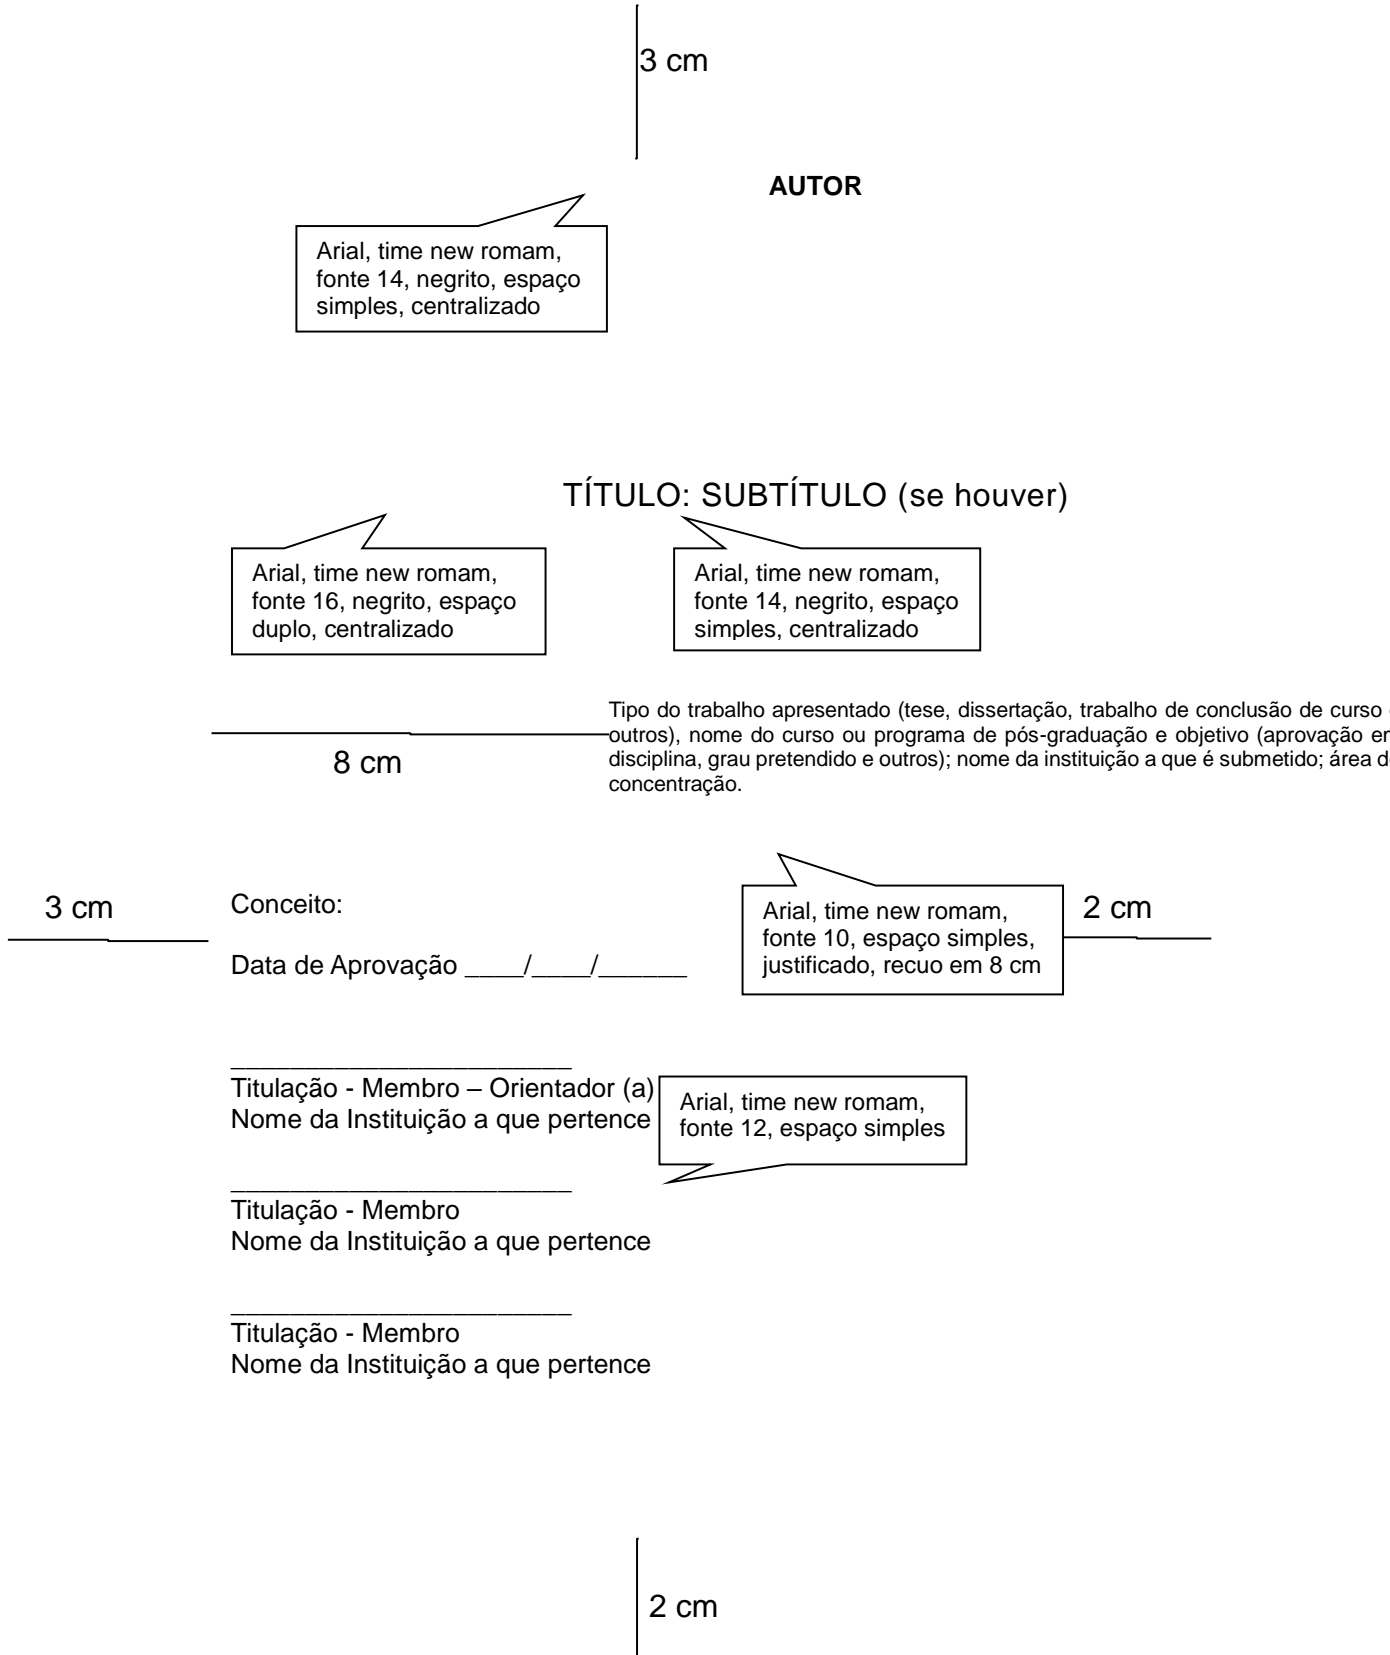 3 cm
AUTOR
Arial, time new romam,
fonte 14, negrito, espaço
simples, centralizado
TÍTULO: SUBTÍTULO (se houver)
Arial, time new romam,
fonte 16, negrito, espaço
duplo, centralizado
Arial, time new romam,
fonte 14, negrito, espaço
simples, centralizado
Tipo do trabalho apresentado (tese, dissertação, trabalho de conclusão de curso
outros), nome do curso ou programa de pós-graduação e objetivo (aprovação
disciplina, grau pretendido e outros); nome da instituição a que é submetido; área
concentração.
8 cm
3 cm
Conceito:
Data de Aprovação ____/____/______
Arial, time new romam,
fonte 10, espaço simples,
justificado, recuo em 8 cm
2 cm
_______________________
Titulação - Membro – Orientador (a)
Nome da Instituição a que pertence
Arial, time new romam,
fonte 12, espaço simples
_______________________
Titulação - Membro
Nome da Instituição a que pertence
_______________________
Titulação - Membro
Nome da Instituição a que pertence
2 cm